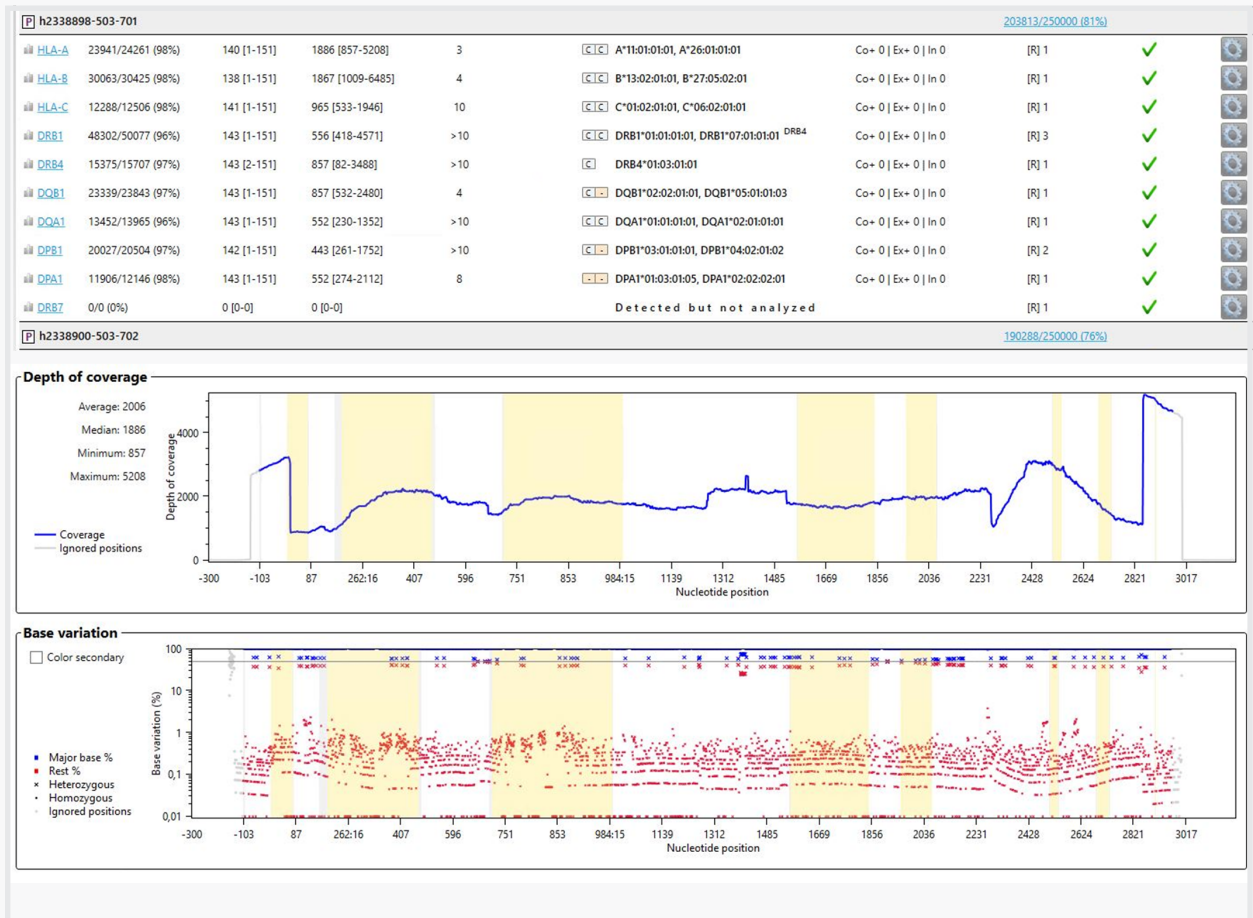 P h2338898-503-701 203813/250000 (81%)
HLA-A 23941/24261 (98%) 140 [1-151] 1886 [857-5208] 3 C C A*11:01:01:01, A*26:01:01:01 Co+ 0 | Ex+ 0 | In 0 [R] 1
HLA-B 30063/30425 (98%) 138 [1-151] 1867 [1009-6485] 4 C C B*13:02:01:01, B*27:05:02:01 Co+ 0 | Ex+ 0 | In 0 [R] 1
HLA-C 12288/12506 (98%) 141 [1-151] 965 [533-1946] 10 C C C*01:02:01:01, C*06:02:01:01 Co+ 0 | Ex+ 0 | In 0 [R] 1
DRB1 48302/50077 (96%) 143 [1-151] 556 [418-4571] >10 C C DRB1*01:01:01:01, DRB1*07:01:01:01 DRB4 Co+ 0 | Ex+ 0 | In 0 [R] 3
DRB4 15375/15707 (97%) 143 [2-151] 857 [82-3488] >10 C DRB4*01:03:01:01 Co+ 0 | Ex+ 0 | In 0 [R] 1
DQB1 23339/23843 (97%) 143 [1-151] 857 [532-2480] 4 C - DQB1*02:02:01:01, DQB1*05:01:01:03 Co+ 0 | Ex+ 0 | In 0 [R] 1
DQA1 13452/13965 (96%) 143 [1-151] 552 [230-1352] >10 C C DQA1*01:01:01:01, DQA1*02:01:01:01 Co+ 0 | Ex+ 0 | In 0 [R] 1
DPB1 20027/20504 (97%) 142 [1-151] 443 [261-1752] >10 C - DPB1*03:01:01:01, DPB1*04:02:01:02 Co+ 0 | Ex+ 0 | In 0 [R] 2
DPA1 11906/12146 (98%) 143 [1-151] 552 [274-2112] 8 - - DPA1*01:03:01:05, DPA1*02:02:02:01 Co+ 0 | Ex+ 0 | In 0 [R] 1
DRB7 0/0 (0%) 0 [0-0] 0 [0-0] Detected but not analyzed [R] 1
P h2338900-503-702 190288/250000 (76%)
Depth of coverage
Average: 2006
Median: 1886
Minimum: 857
Maximum: 5208
Coverage
Ignored positions
Depth of coverage
4000
2000
0
-300 -103 87 262:16 407 596 751 853 984:15 1139 1312 1485 1669 1856 2036 2231 2428 2624 2821 3017
Nucleotide position
Base variation
Color secondary
Major base %
Rest %
Heterozygous
Homozygous
Ignored positions
Base variation (%)
100
10
1
0,1
0,01
-300 -103 87 262:16 407 596 751 853 984:15 1139 1312 1485 1669 1856 2036 2231 2428 2624 2821 3017
Nucleotide position